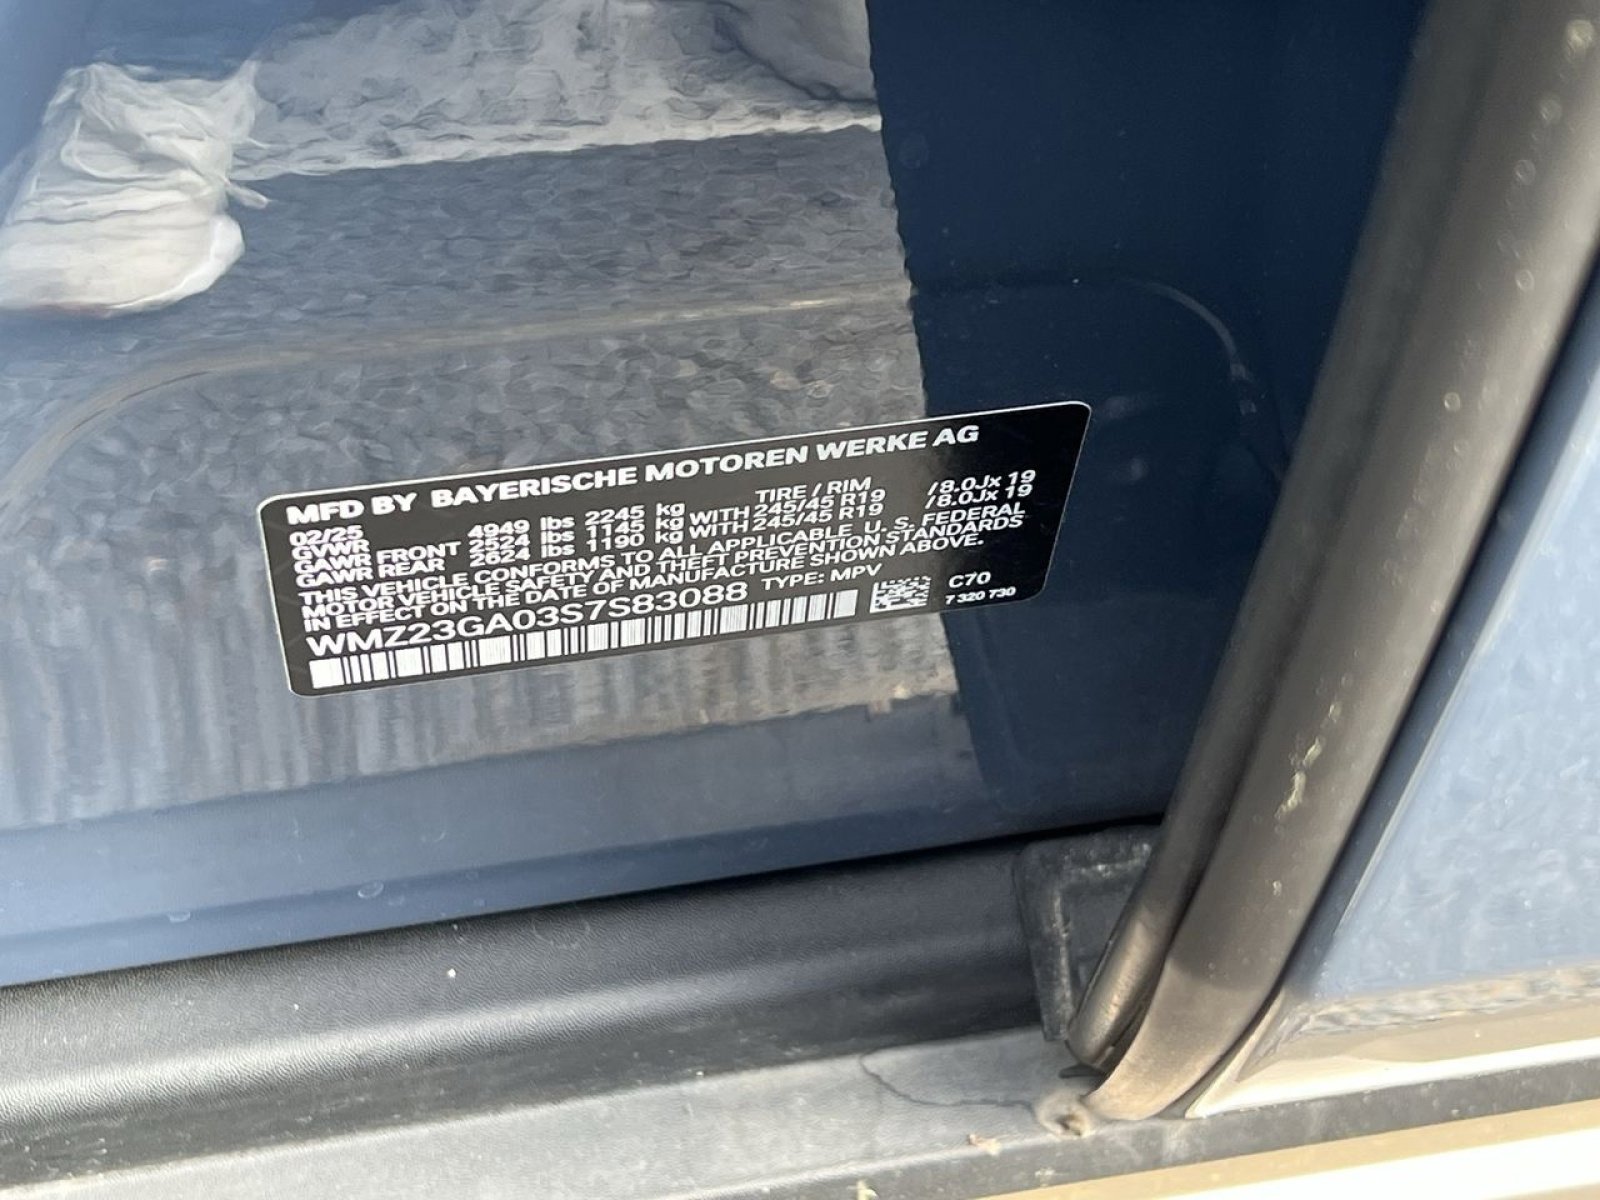 MFD BY BAYERISCHE MOTOREN WERKE AG
02/25 TIRE / RIM
GVWR 4949 lbs 2245 kg
GAWR FRONT 2524 lbs 1145 kg WITH 245/45 R19 /8.0Jx 19
GAWR REAR 2624 lbs 1190 kg WITH 245/45 R19 /8.0Jx 19
THIS VEHICLE CONFORMS TO ALL APPLICABLE U. S. FEDERAL
MOTOR VEHICLE SAFETY AND THEFT PREVENTION STANDARDS
IN EFFECT ON THE DATE OF MANUFACTURE SHOWN ABOVE.
WMZ23GA03S7S83088 TYPE: MPV
C70
7 320 730